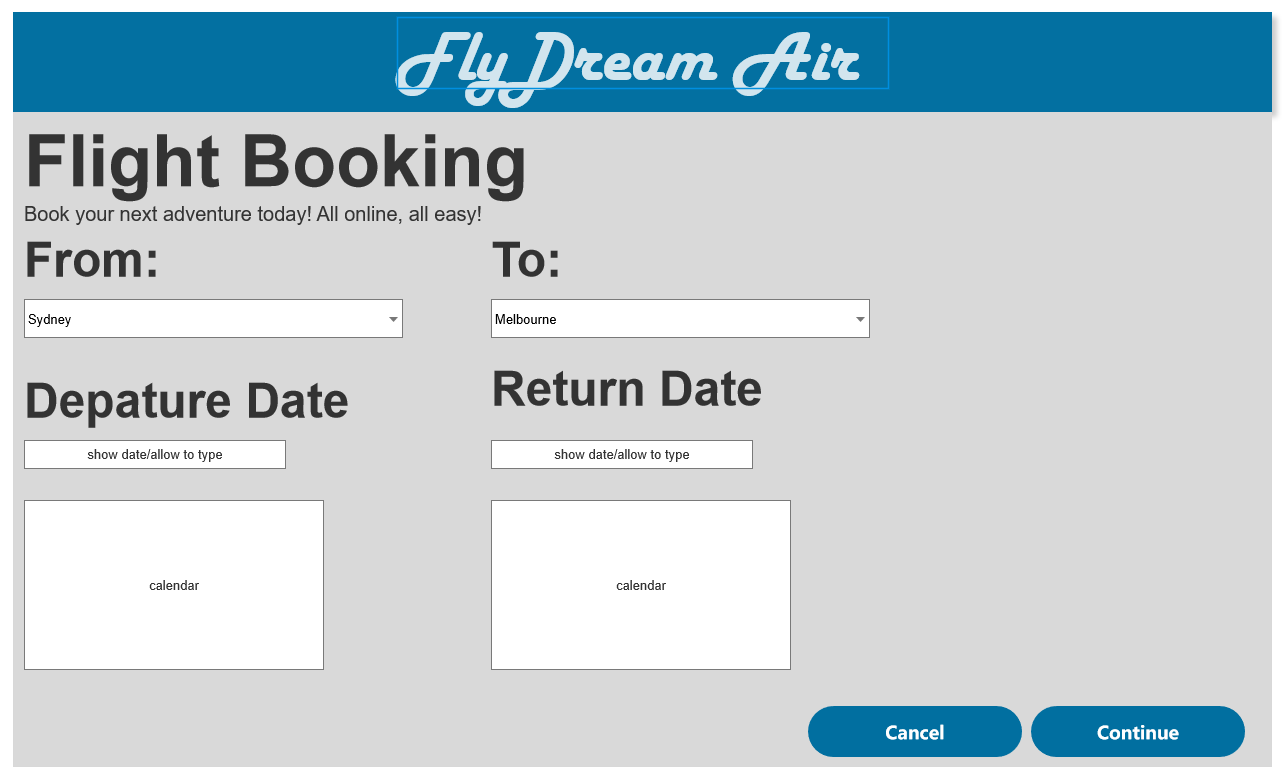 Fly Dream Air
Flight Booking
Book your next adventure today! All online, all easy!
From: To:
Sydney Melbourne
Depature Date Return Date
show date/allow to type show date/allow to type
calendar calendar
Cancel Continue